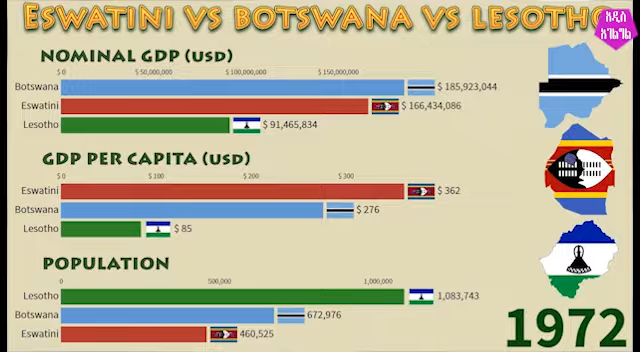 ESWATINI VS BOTSWANA VS LESOTHO
አዲስ
አገልግል
NOMINAL GDP (USD)
$ 0 $ 50,000,000 $ 100,000,000 $ 150,000,000
Botswana $ 185,923,044
Eswatini $ 166,434,086
Lesotho $ 91,465,834
GDP PER CAPITA (USD)
0 $ 100 $ 200 $ 300
Eswatini $ 362
Botswana $ 276
Lesotho $ 85
POPULATION
0 500,000 1,000,000
Lesotho 1,083,743
Botswana 672,976
Eswatini 460,525
1972